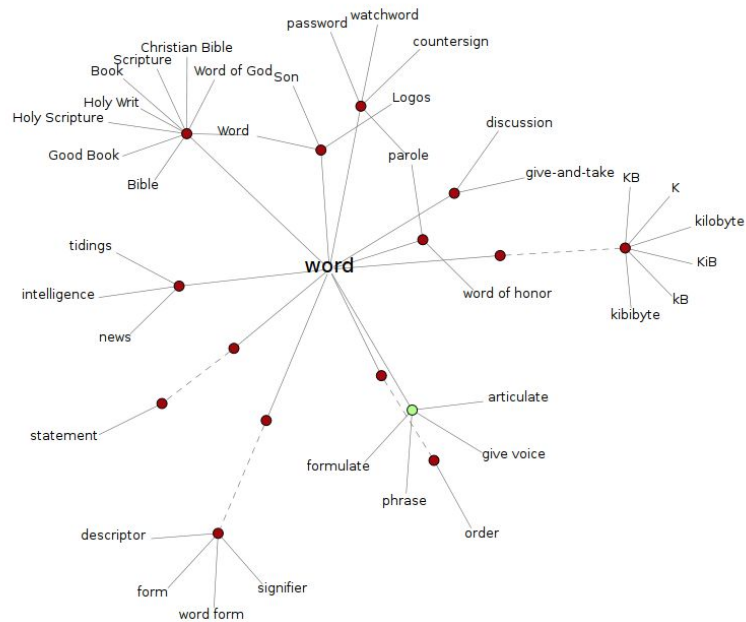 watchword
password
countersign
Christian Bible
Scripture
Book
Word of God
Son
Holy Writ
Logos
Holy Scripture
Word
discussion
Good Book
parole
give-and-take
KB
K
Bible
kilobyte
tidings
word
KiB
intelligence
word of honor
kB
kibibyte
news
articulate
statement
give voice
formulate
phrase
order
descriptor
form
signifier
word form